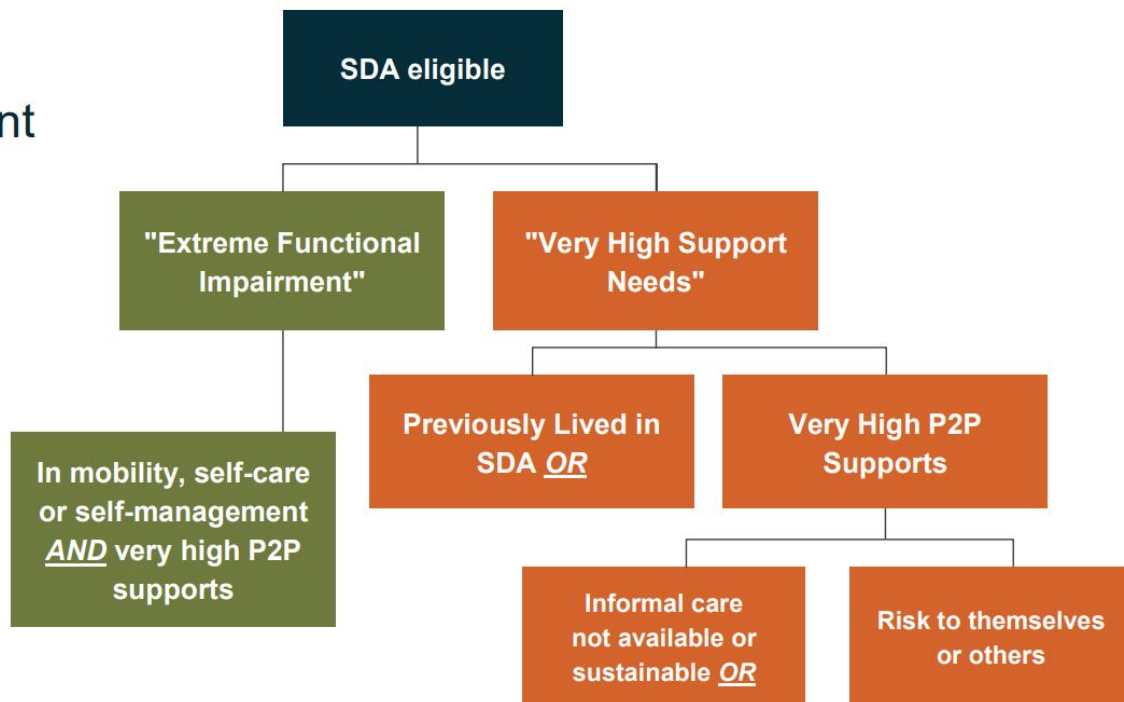 nt
SDA eligible
"Extreme Functional
Impairment"
"Very High Support
Needs"
In mobility, self-care
or self-management
AND very high P2P
supports
Previously Lived in
SDA OR
Very High P2P
Supports
Informal care
not available or
sustainable OR
Risk to themselves
or others